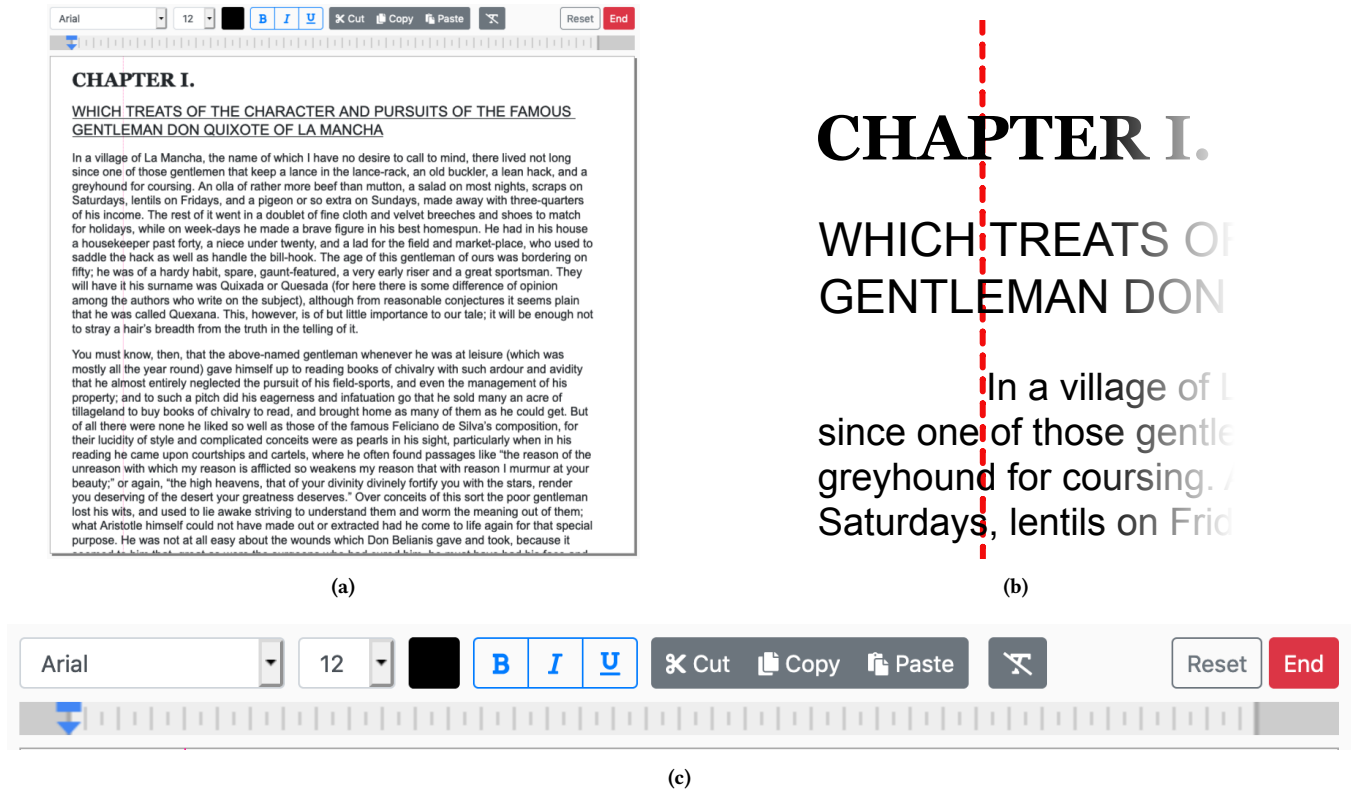 Arial 12 B I U Cut Copy Paste Reset End
CHAPTER I.
WHICH TREATS OF THE CHARACTER AND PURSUITS OF THE FAMOUS
GENTLEMAN DON QUIXOTE OF LA MANCHA
In a village of La Mancha, the name of which I have no desire to call to mind, there lived not long
since one of those gentlemen that keep a lance in the lance-rack, an old buckler, a lean hack, and a
greyhound for coursing. An olla of rather more beef than mutton, a salad on most nights, scraps on
Saturdays, lentils on Fridays, and a pigeon or so extra on Sundays, made away with three-quarters
of his income. The rest of it went in a doublet of fine cloth and velvet breeches and shoes to match
for holidays, while on week-days he made a brave figure in his best homespun. He had in his house
a housekeeper past forty, a niece under twenty, and a lad for the field and market-place, who used to
saddle the hack as well as handle the bill-hook. The age of this gentleman of ours was bordering on
fifty; he was of a hardy habit, spare, gaunt-featured, a very early riser and a great sportsman. They
will have it his surname was Quixada or Quesada (for here there is some difference of opinion
among the authors who write on the subject), although from reasonable conjectures it seems plain
that he was called Quexana. This, however, is of but little importance to our tale; it will be enough not
to stray a hair's breadth from the truth in the telling of it.
You must know, then, that the above-named gentleman whenever he was at leisure (which was
mostly all the year round) gave himself up to reading books of chivalry with such ardour and avidity
that he almost entirely neglected the pursuit of his field-sports, and even the management of his
property; and to such a pitch did his eagerness and infatuation go that he sold many an acre of
tillageland to buy books of chivalry to read, and brought home as many of them as he could get. But
of all there were none he liked so well as those of the famous Feliciano de Silva's composition, for
their lucidity of style and complicated conceits were as pearls in his sight, particularly when in his
reading he came upon courtships and cartels, where he often found passages like "the reason of the
unreason with which my reason is afflicted so weakens my reason that with reason I murmur at your
beauty;" or again, "the high heavens, that of your divinity divinely fortify you with the stars, render
you deserving of the desert your greatness deserves." Over conceits of this sort the poor gentleman
lost his wits, and used to lie awake striving to understand them and worm the meaning out of them;
what Aristotle himself could not have made out or extracted had he come to life again for that special
purpose. He was not at all easy about the wounds which Don Belianis gave and took, because it
(a)
CHAPTER I.
WHICH TREATS OF
GENTLEMAN DON
In a village of L
since one of those gentle
greyhound for coursing. A
Saturdays, lentils on Frid
(b)
Arial 12 B I U Cut Copy Paste Reset End
(c)